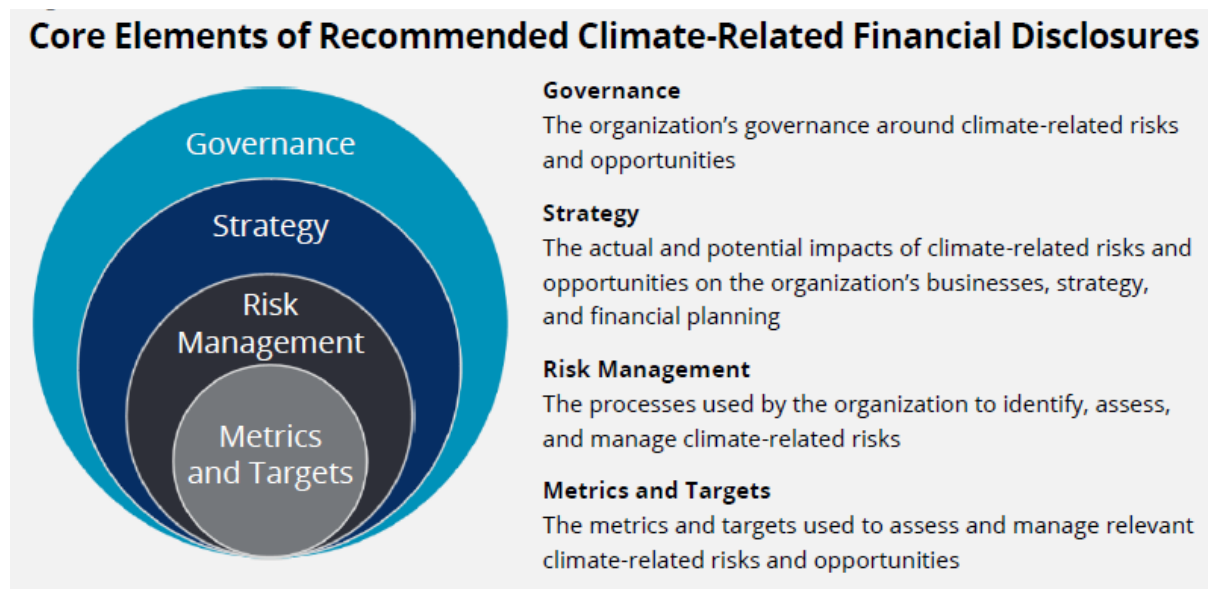 Core Elements of Recommended Climate-Related Financial Disclosures
Governance
Strategy
Risk
Management
Metrics
and Targets
Governance
The organization’s governance around climate-related risks
and opportunities
Strategy
The actual and potential impacts of climate-related risks and
opportunities on the organization’s businesses, strategy,
and financial planning
Risk Management
The processes used by the organization to identify, assess,
and manage climate-related risks
Metrics and Targets
The metrics and targets used to assess and manage relevant
climate-related risks and opportunities